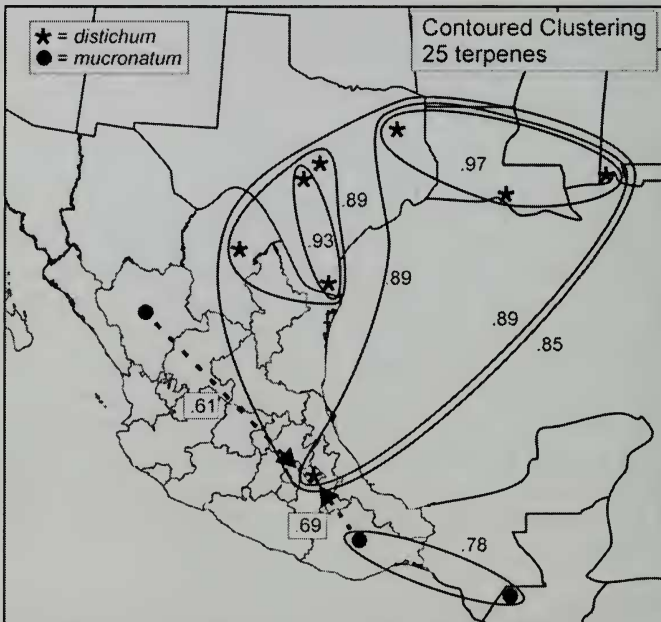 ★ = distichum
● = mucronatum
Contoured Clustering
25 terpenes
.97
.89
.93
.89
.89
.85
.61
.69
.78